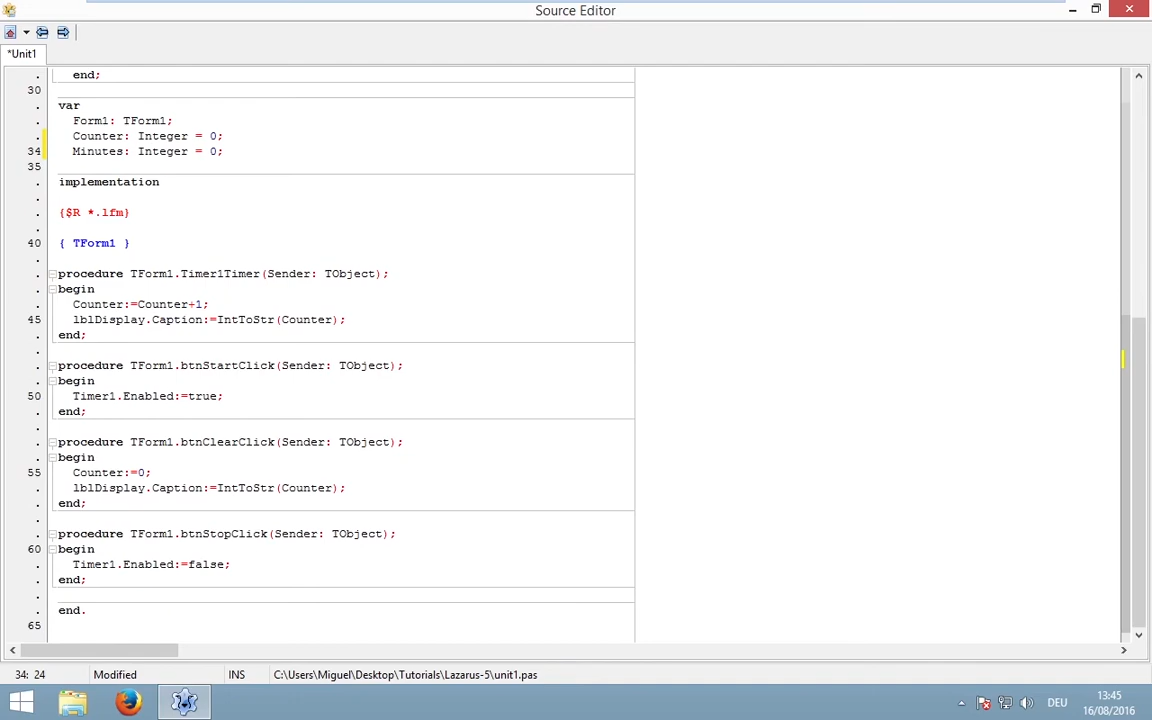 Source Editor
*Unit1
. end;
30
. var
. Form1: TForm1;
. Counter: Integer = 0;
34 Minutes: Integer = 0;
35
. implementation
.
. {$R *.lfm}
.
40 { TForm1 }
.
. procedure TForm1.Timer1Timer(Sender: TObject);
. begin
. Counter:=Counter+1;
45 lblDisplay.Caption:=IntToStr(Counter);
. end;
.
. procedure TForm1.btnStartClick(Sender: TObject);
. begin
50 Timer1.Enabled:=true;
. end;
.
. procedure TForm1.btnClearClick(Sender: TObject);
. begin
55 Counter:=0;
. lblDisplay.Caption:=IntToStr(Counter);
. end;
.
. procedure TForm1.btnStopClick(Sender: TObject);
60 begin
. Timer1.Enabled:=false;
. end;
.
. end.
65
34: 24 Modified INS C:\Users\Miguel\Desktop\Tutorials\Lazarus-5\unit1.pas
DEU 13:45
16/08/2016